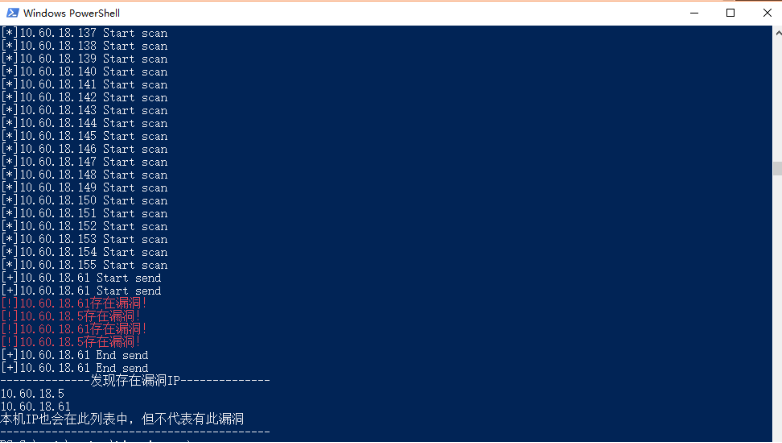 Windows PowerShell
[*]10.60.18.137 Start scan
[*]10.60.18.138 Start scan
[*]10.60.18.139 Start scan
[*]10.60.18.140 Start scan
[*]10.60.18.141 Start scan
[*]10.60.18.142 Start scan
[*]10.60.18.143 Start scan
[*]10.60.18.144 Start scan
[*]10.60.18.145 Start scan
[*]10.60.18.146 Start scan
[*]10.60.18.147 Start scan
[*]10.60.18.148 Start scan
[*]10.60.18.149 Start scan
[*]10.60.18.150 Start scan
[*]10.60.18.151 Start scan
[*]10.60.18.152 Start scan
[*]10.60.18.153 Start scan
[*]10.60.18.154 Start scan
[*]10.60.18.155 Start scan
[+]10.60.18.61 Start send
[+]10.60.18.61 Start send
[!]10.60.18.61存在漏洞!
[!]10.60.18.5存在漏洞!
[!]10.60.18.61存在漏洞!
[!]10.60.18.5存在漏洞!
[+]10.60.18.61 End send
[+]10.60.18.61 End send
--------------发现存在漏洞IP--------------
10.60.18.5
10.60.18.61
本机IP也会在此列表中，但不代表有此漏洞
------------------------------------------